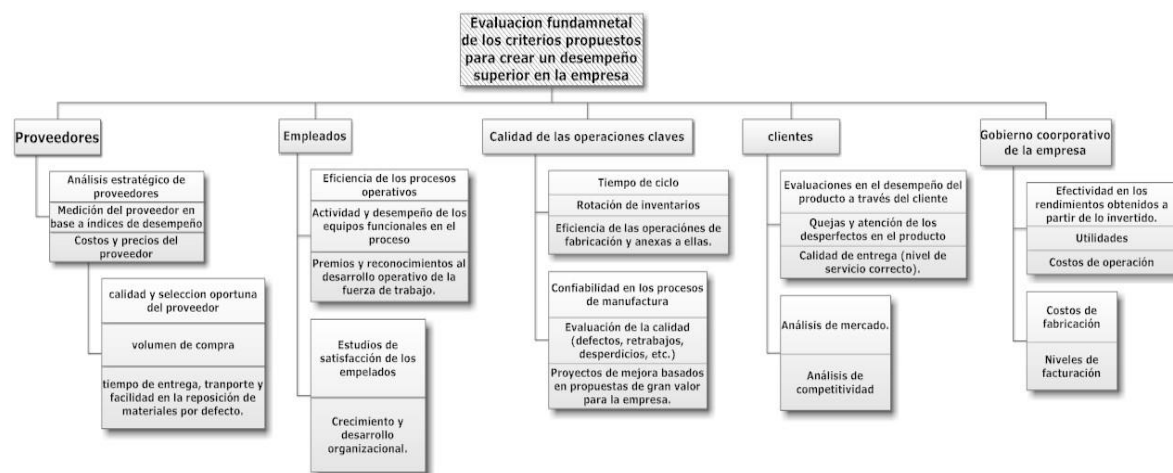 Evaluacion fundamnetal
de los criterios propuestos
para crear un desempeño
superior en la empresa
Proveedores
Análisis estratégico de
proveedores
Medición del proveedor en
base a índices de desempeño
Costos y precios del
proveedor
calidad y seleccion oportuna
del proveedor
volumen de compra
tiempo de entrega, tranporte y
facilidad en la reposición de
materiales por defecto.
Empleados
Eficiencia de los procesos
operativos
Actividad y desempeño de los
equipos funcionales en el
proceso
Premios y reconocimientos al
desarrollo operativo de la
fuerza de trabajo.
Estudios de
satisfacción de los
empelados
Crecimiento y
desarrollo
organizacional.
Calidad de las operaciones claves
Tiempo de ciclo
Rotación de inventarios
Eficiencia de las operaciónes de
fabricación y anexas a ellas.
Confiabilidad en los procesos
de manufactura
Evaluación de la calidad
(defectos, retrabajos,
desperdicios, etc.)
Proyectos de mejora basados
en propuestas de gran valor
para la empresa.
clientes
Evaluaciones en el desempeño del
producto a través del cliente
Quejas y atención de los
desperfectos en el producto
Calidad de entrega (nivel de
servicio correcto).
Análisis de mercado.
Análisis de
competitividad
Gobierno coorporativo
de la empresa
Efectividad en los
rendimientos obtenidos a
partir de lo invertido.
Utilidades
Costos de operación
Costos de
fabricación
Niveles de
facturación